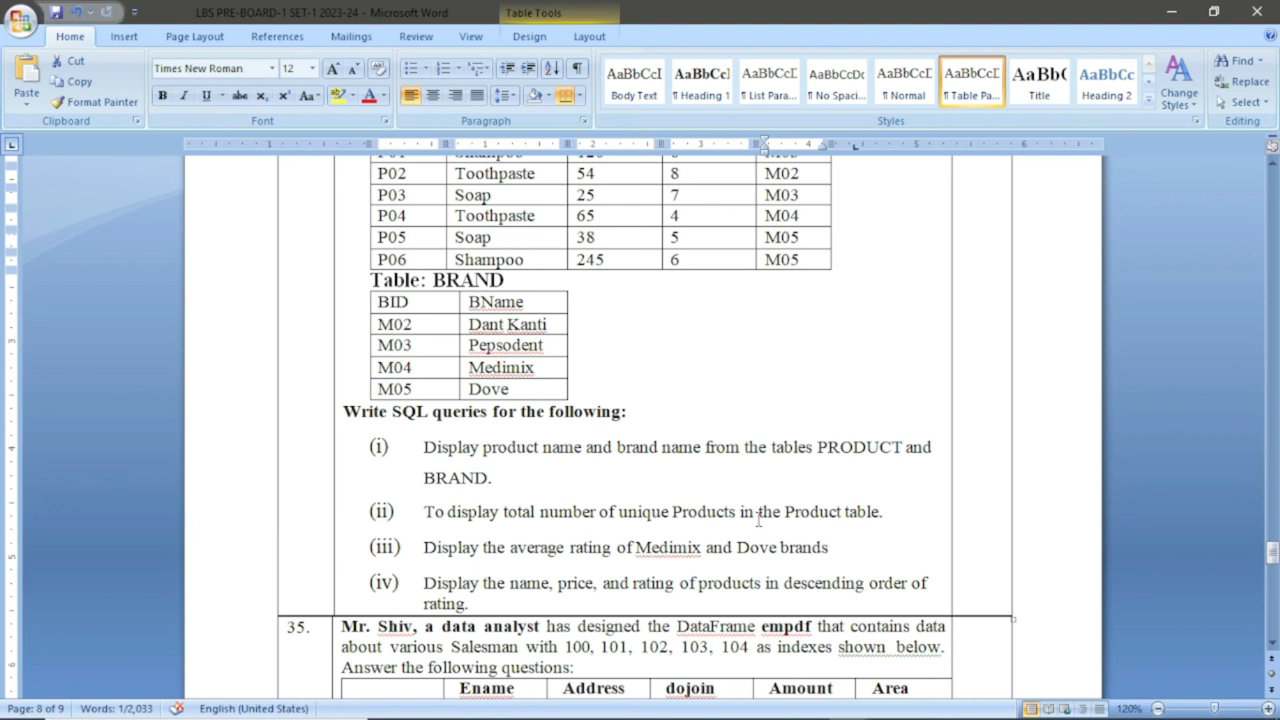 LBS PRE-BOARD-1 SET-1 2023-24 - Microsoft Word
Table Tools
Home Insert Page Layout References Mailings Review View Design Layout
Paste
Cut
Copy
Format Painter
Times New Roman 12
AaBbCcI AaBbCcI AaBbCcI AaBbCcDc AaBbCcI AaBbCcI AaBb( AaBbCc
Body Text ¶ Heading 1 ¶ List Para... ¶ No Spaci... ¶ Normal ¶ Table Pa... Title Heading 2
Change Styles
Find
Replace
Select
Clipboard Font Paragraph Styles Editing
P02 Toothpaste 54 8 M02
P03 Soap 25 7 M03
P04 Toothpaste 65 4 M04
P05 Soap 38 5 M05
P06 Shampoo 245 6 M05
Table: BRAND
BID BName
M02 Dant Kanti
M03 Pepsodent
M04 Medimix
M05 Dove
Write SQL queries for the following:
(i) Display product name and brand name from the tables PRODUCT and
BRAND.
(ii) To display total number of unique Products in the Product table.
(iii) Display the average rating of Medimix and Dove brands
(iv) Display the name, price, and rating of products in descending order of
rating.
35. Mr. Shiv, a data analyst has designed the DataFrame empdf that contains data
about various Salesman with 100, 101, 102, 103, 104 as indexes shown below.
Answer the following questions:
Ename Address dojoin Amount Area
Page: 8 of 9 Words: 1/2,033 English (United States) 120%